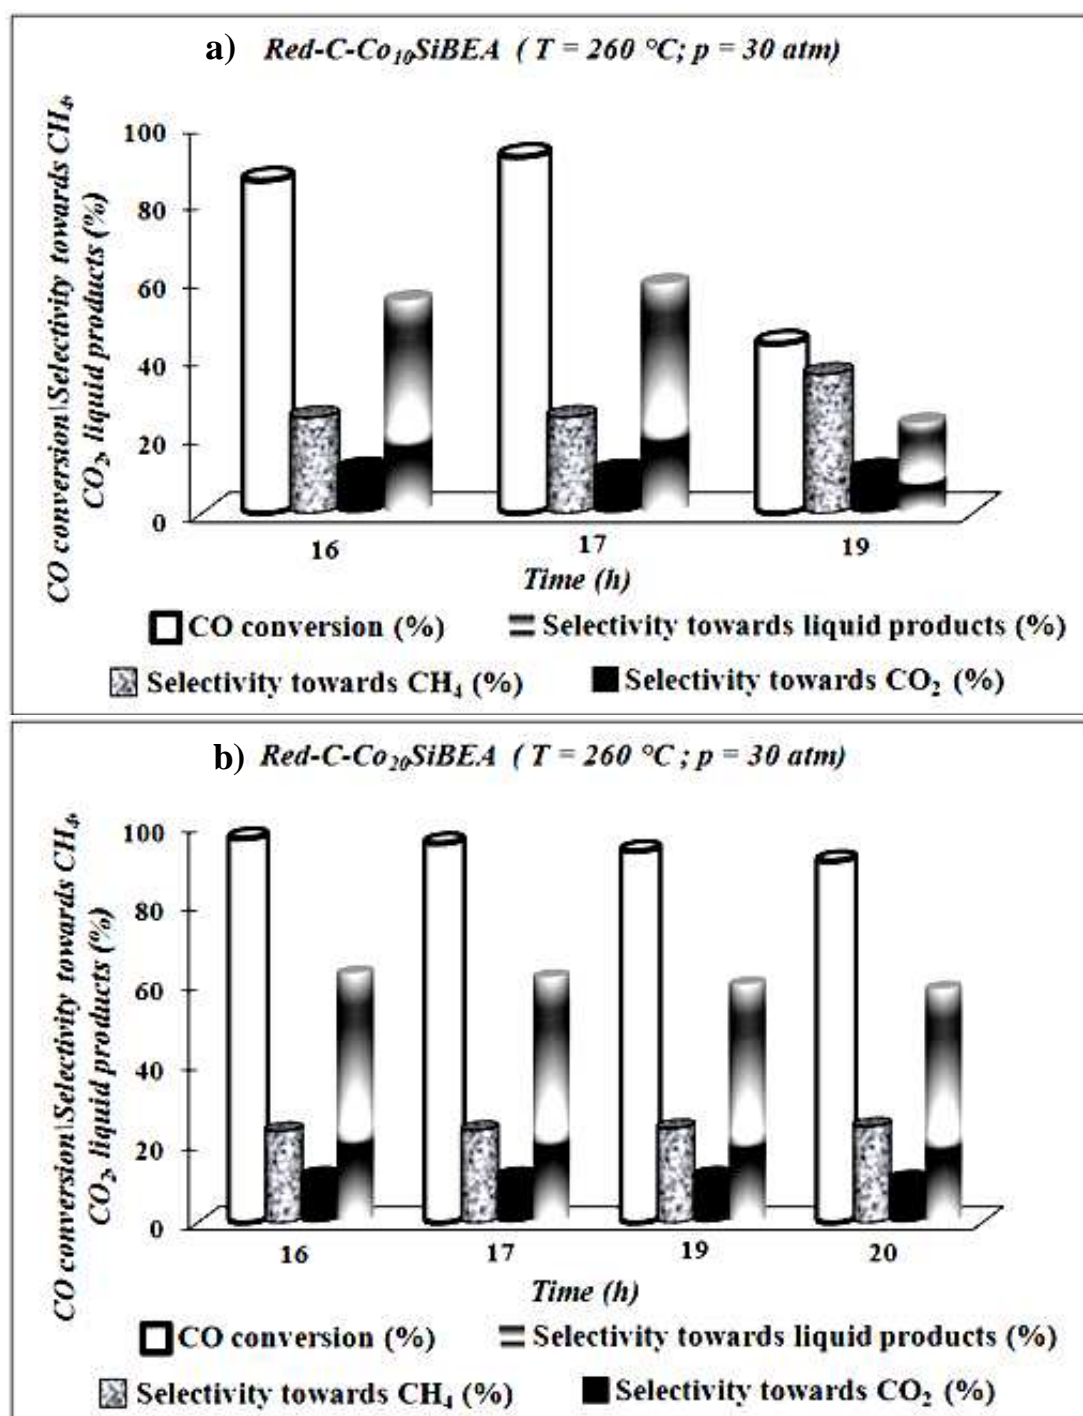 a) Red-C-Co₁₀SiBEA ( T = 260 °C; p = 30 atm)
CO conversion\Selectivity towards CH₄,
CO₂, liquid products (%)
100
80
60
40
20
0
16 17 19
Time (h)
CO conversion (%) Selectivity towards liquid products (%)
Selectivity towards CH₄ (%) Selectivity towards CO₂ (%)
b) Red-C-Co₂₀SiBEA ( T = 260 °C ; p = 30 atm)
CO conversion\Selectivity towards CH₄,
CO₂, liquid products (%)
100
80
60
40
20
0
16 17 19 20
Time (h)
CO conversion (%) Selectivity towards liquid products (%)
Selectivity towards CH₄ (%) Selectivity towards CO₂ (%)